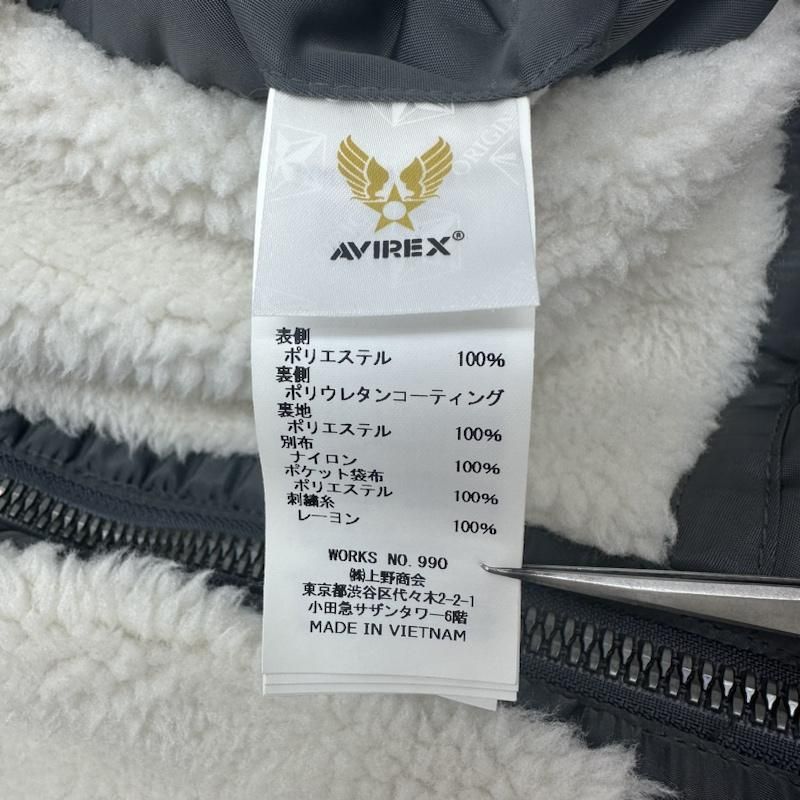 ORIGIN
AVIREX®
表側
ポリエステル 100%
裏側
ポリウレタンコーティング
裏地
ポリエステル 100%
別布
ナイロン 100%
ポケット袋布
ポリエステル 100%
刺繍糸
レーヨン 100%
WORKS NO. 990
㈱上野商会
東京都渋谷区代々木2-2-1
小田急サザンタワー6階
MADE IN VIETNAM